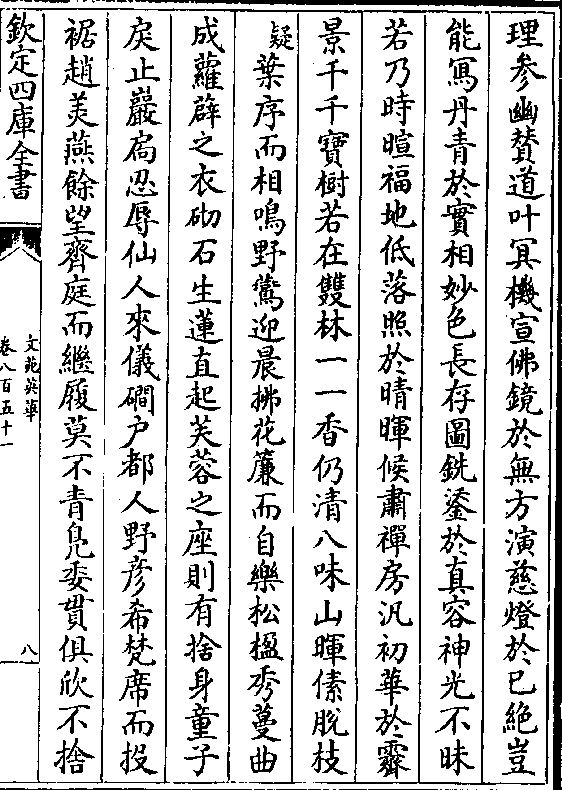 理参幽賛道叶冥機宣佛鏡於無方演慈燈於已絶豈
能冩丹青於實相妙色長存圖銑鋈於真容神光不昧
若乃時暄福地低落照於晴暉候肅禪房汎初華於霽
景千千寶樹若在雙林一一香仍清八味山暉傃脫枝
疑葉序而相鳴野鶯迎晨拂花簾而自樂松楹秀蔓曲
成蘿薜之衣砌石生蓮直起芙蓉之座則有捨身童子
戾止巖扄忍辱仙人來儀磵户都人野彦希梵席而投
裾趙美燕餘望齊庭而繼履莫不青鳧委貫俱欣不捨
欽定四庫全書
文苑英華
卷八百五十一
八